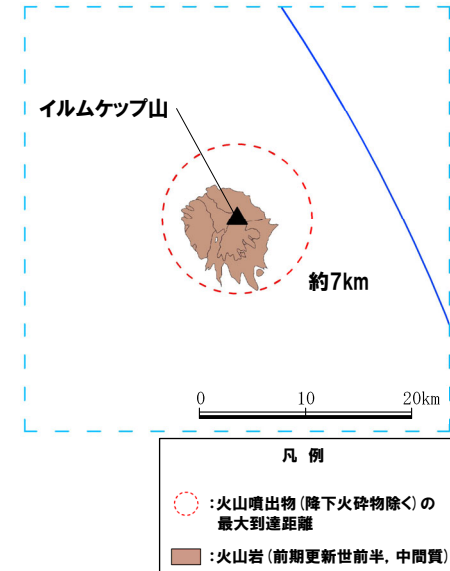 イルムケップ山
約7km
0 10 20km
凡 例
:火山噴出物(降下火砕物除く)の
最大到達距離
:火山岩(前期更新世前半, 中間質)